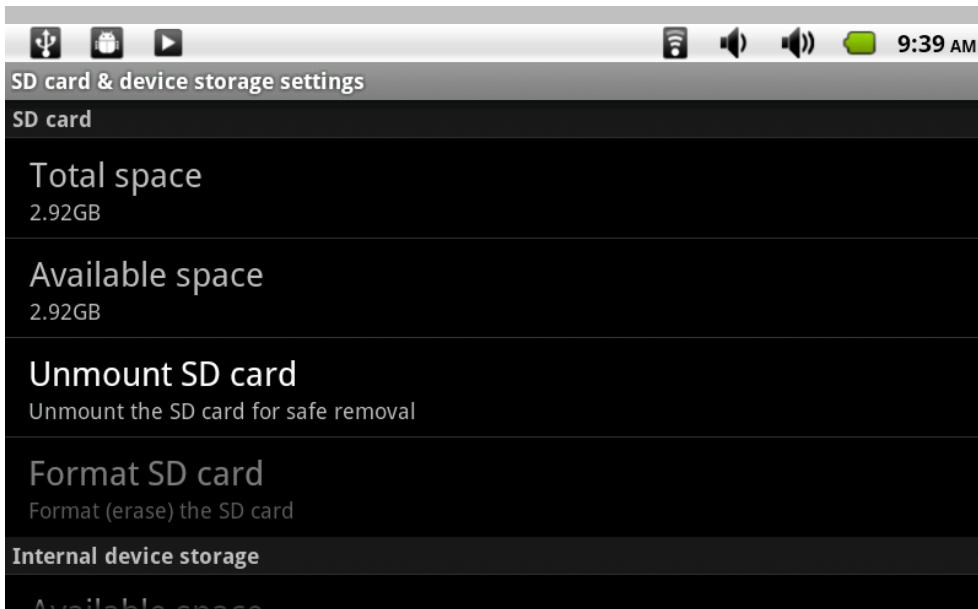 9:39 AM
SD card & device storage settings
SD card
Total space
2.92GB
Available space
2.92GB
Unmount SD card
Unmount the SD card for safe removal
Format SD card
Format (erase) the SD card
Internal device storage
Available space